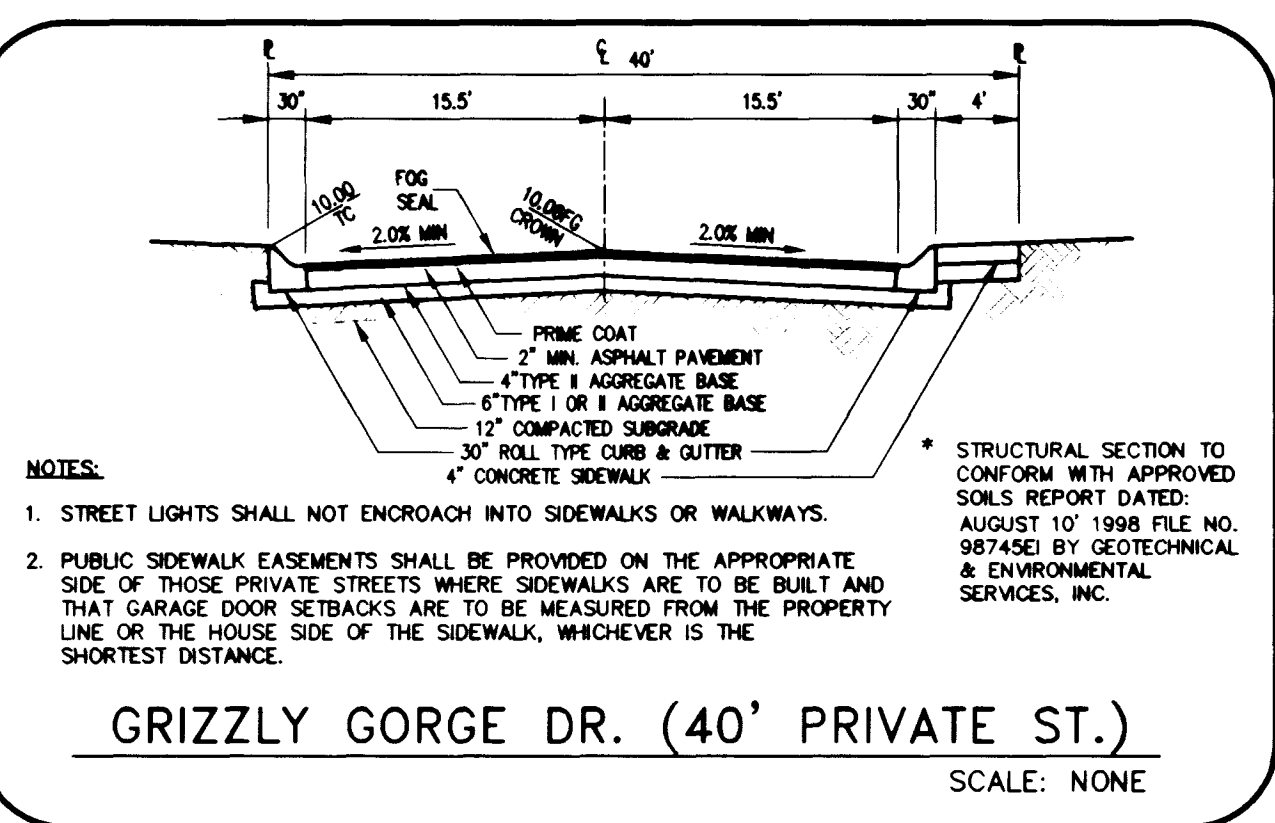 ℄ 40'
30" 15.5' 15.5' 30" 4'
FOG
SEAL
10.00
TC
CROWN
2.0% MIN 2.0% MIN
PRIME COAT
2" MIN. ASPHALT PAVEMENT
4"TYPE II AGGREGATE BASE
6"TYPE I OR II AGGREGATE BASE
12" COMPACTED SUBGRADE
30" ROLL TYPE CURB & GUTTER
4" CONCRETE SIDEWALK
* STRUCTURAL SECTION TO
CONFORM WITH APPROVED
SOILS REPORT DATED:
AUGUST 10' 1998 FILE NO.
98745EI BY GEOTECHNICAL
& ENVIRONMENTAL
SERVICES, INC.
NOTES:
1. STREET LIGHTS SHALL NOT ENCROACH INTO SIDEWALKS OR WALKWAYS.
2. PUBLIC SIDEWALK EASEMENTS SHALL BE PROVIDED ON THE APPROPRIATE
SIDE OF THOSE PRIVATE STREETS WHERE SIDEWALKS ARE TO BE BUILT AND
THAT GARAGE DOOR SETBACKS ARE TO BE MEASURED FROM THE PROPERTY
LINE OR THE HOUSE SIDE OF THE SIDEWALK, WHICHEVER IS THE
SHORTEST DISTANCE.
GRIZZLY GORGE DR. (40' PRIVATE ST.)
SCALE: NONE